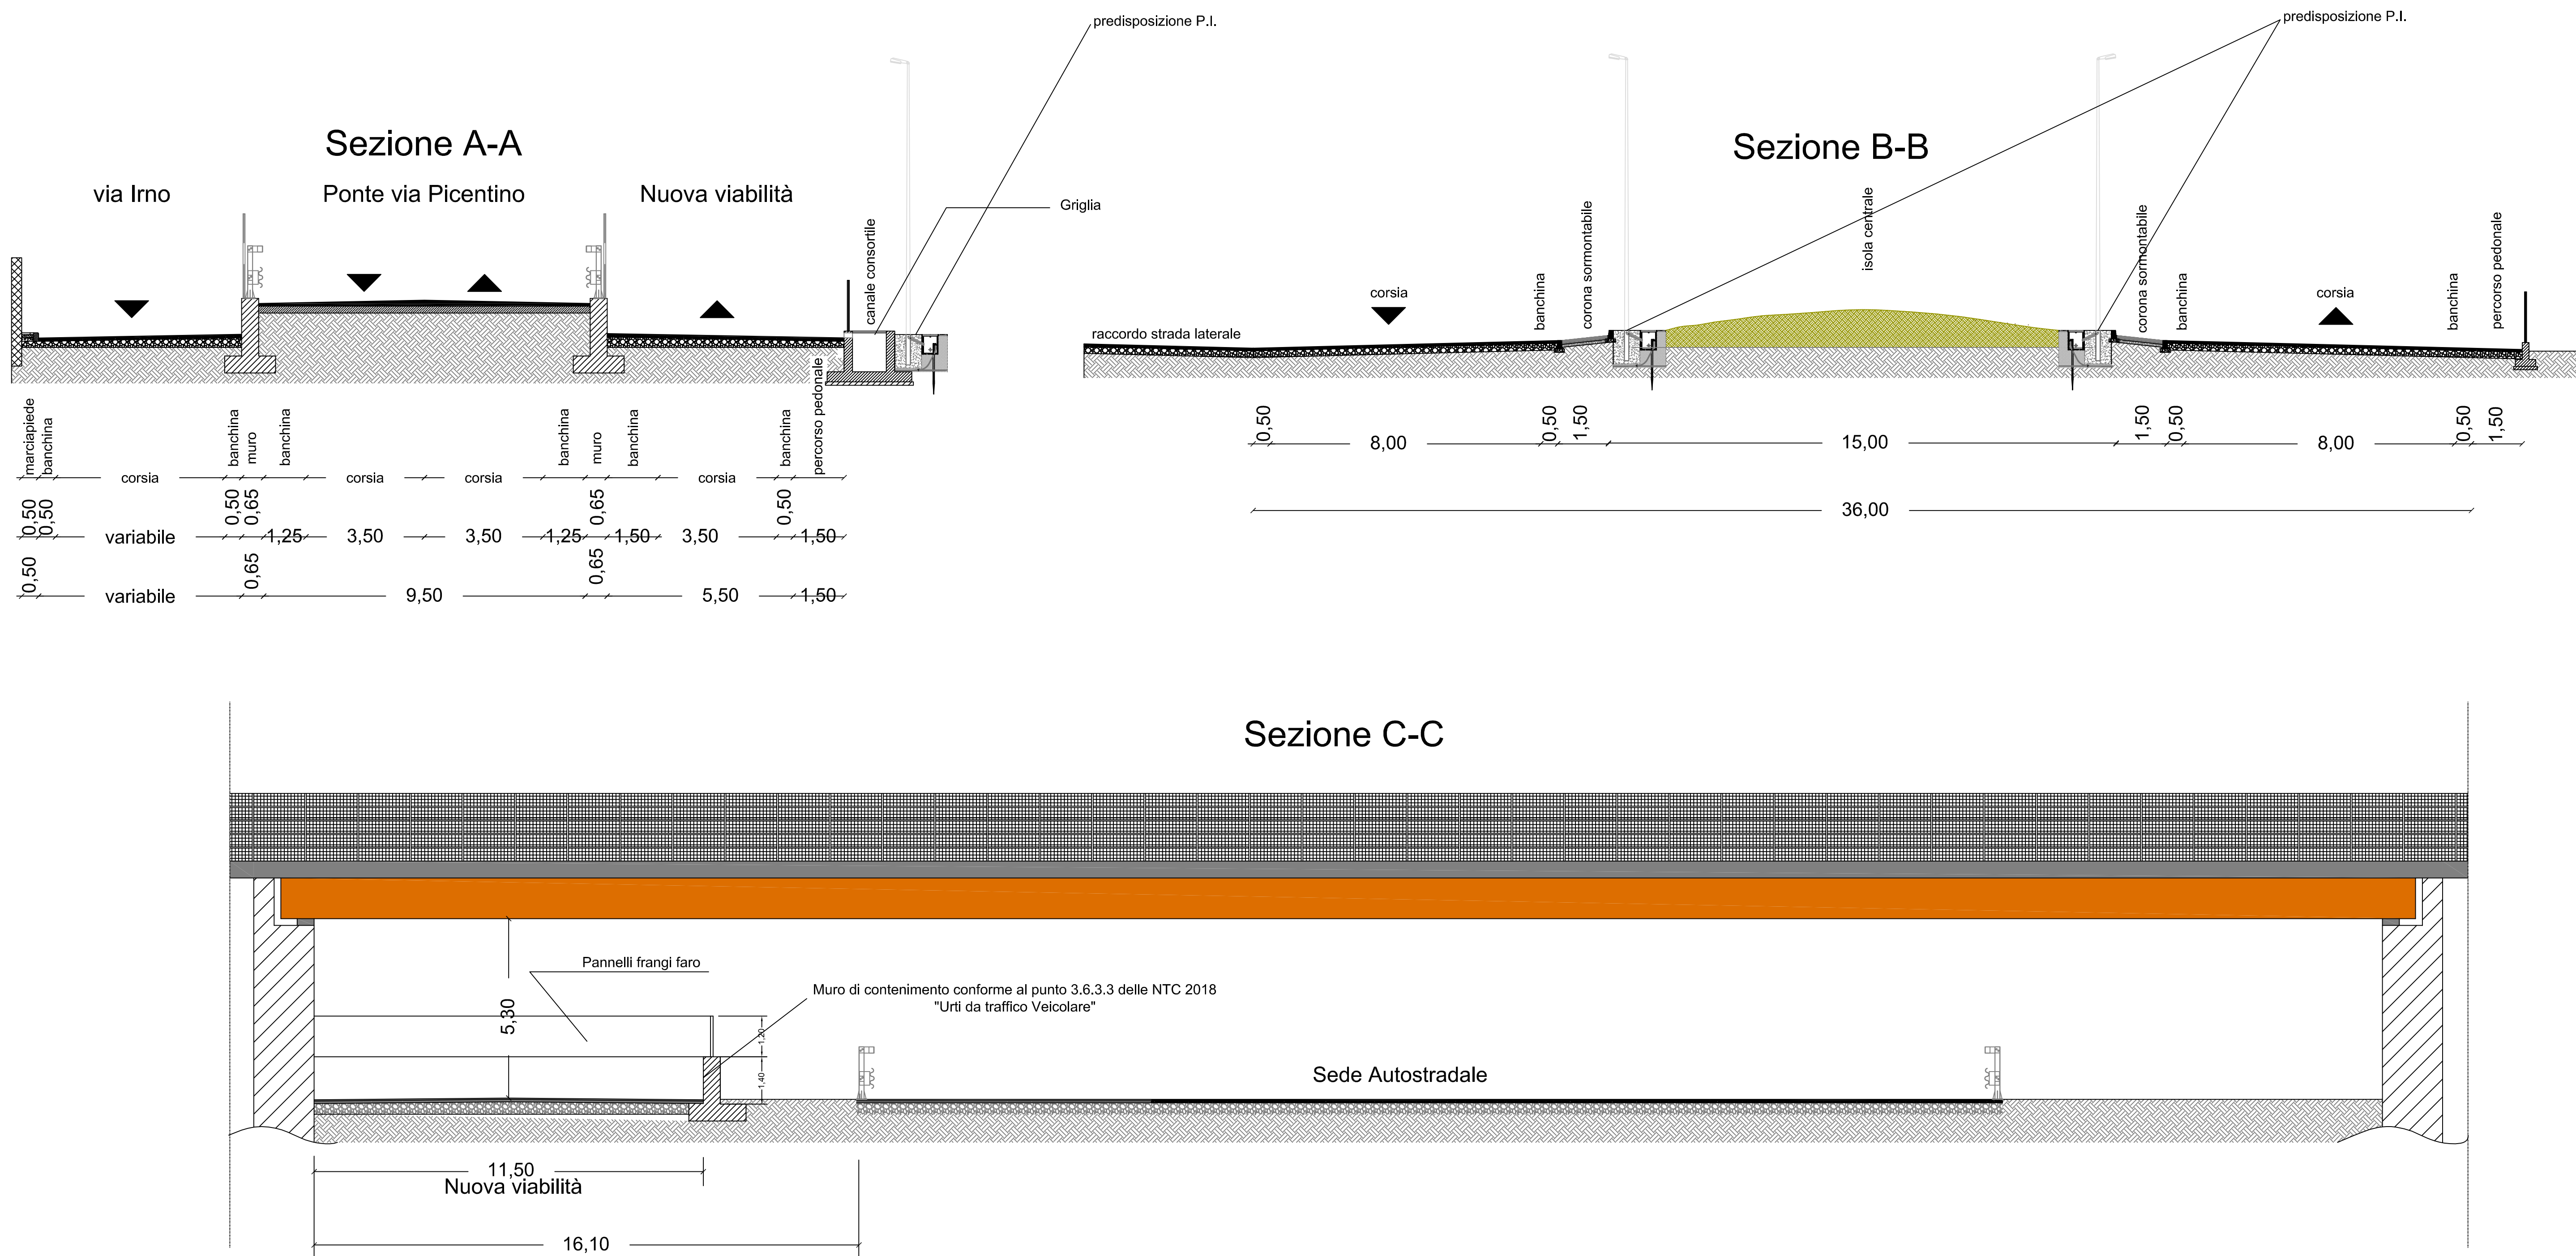 predisposizione P.I.
Sezione A-A
via Irno
Ponte via Picentino
Nuova viabilità
Griglia
canale consortile
marciapiede
banchina
banchina
muro
banchina
banchina
muro
banchina
banchina
percorso pedonale
corsia
corsia
corsia
corsia
0,50
0,50
0,50
0,65
0,65
0,50
variabile
1,25
3,50
3,50
1,25
1,50
3,50
1,50
0,50
0,65
0,65
variabile
9,50
5,50
1,50
predisposizione P.I.
Sezione B-B
raccordo strada laterale
corsia
banchina
corona sormontabile
isola centrale
corona sormontabile
banchina
corsia
banchina
percorso pedonale
0,50
8,00
0,50
1,50
15,00
1,50
0,50
8,00
0,50
1,50
36,00
Sezione C-C
5,30
Pannelli frangi faro
Muro di contenimento conforme al punto 3.6.3.3 delle NTC 2018
"Urti da traffico Veicolare"
1,20
1,40
Sede Autostradale
11,50
Nuova viabilità
16,10